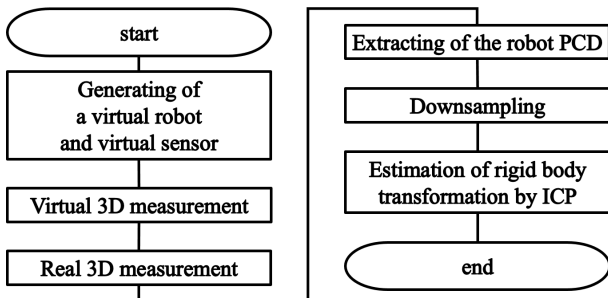 start
Generating of
a virtual robot
and virtual sensor
Virtual 3D measurement
Real 3D measurement
Extracting of the robot PCD
Downsampling
Estimation of rigid body
transformation by ICP
end